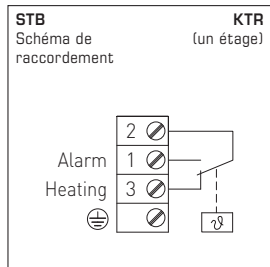 STB KTR
Schéma de (un étage)
raccordement
2
Alarm 1
Heating 3
ϑ